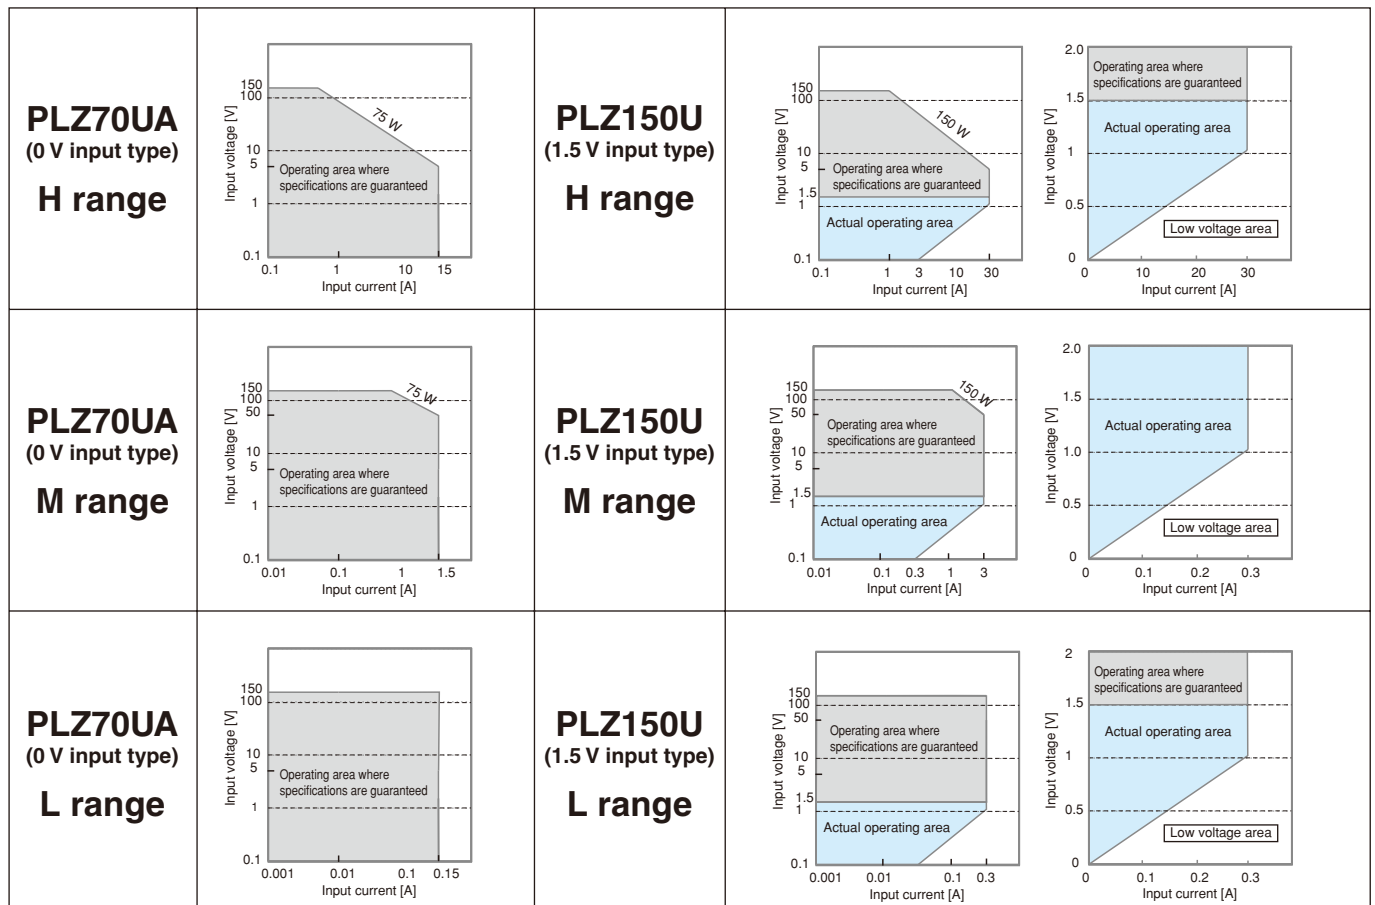 PLZ70UA
(0 V input type)
H range
Input voltage [V]
150
100
10
5
1
0.1
75 W
Operating area where
specifications are guaranteed
0.1 1 10 15
Input current [A]
PLZ150U
(1.5 V input type)
H range
Input voltage [V]
150
100
10
5
1.5
1
0.1
150 W
Operating area where
specifications are guaranteed
Actual operating area
0.1 1 3 10 30
Input current [A]
Input voltage [V]
2.0
1.5
1
0.5
0
Operating area where
specifications are guaranteed
Actual operating area
Low voltage area
0 10 20 30
Input current [A]
PLZ70UA
(0 V input type)
M range
Input voltage [V]
150
100
50
10
5
1
0.1
75 W
Operating area where
specifications are guaranteed
0.01 0.1 1 1.5
Input current [A]
PLZ150U
(1.5 V input type)
M range
Input voltage [V]
150
100
50
10
5
1.5
1
0.1
150 W
Operating area where
specifications are guaranteed
Actual operating area
0.01 0.1 0.3 1 3
Input current [A]
Input voltage [V]
2.0
1.5
1.0
0.5
0
Actual operating area
Low voltage area
0 0.1 0.2 0.3
Input current [A]
PLZ70UA
(0 V input type)
L range
Input voltage [V]
150
100
10
5
1
0.1
Operating area where
specifications are guaranteed
0.001 0.01 0.1 0.15
Input current [A]
PLZ150U
(1.5 V input type)
L range
Input voltage [V]
150
100
50
10
5
1.5
1
0.1
Operating area where
specifications are guaranteed
Actual operating area
0.001 0.01 0.1 0.3
Input current [A]
Input voltage [V]
2
1.5
1
0.5
0
Operating area where
specifications are guaranteed
Actual operating area
Low voltage area
0 0.1 0.2 0.3
Input current [A]